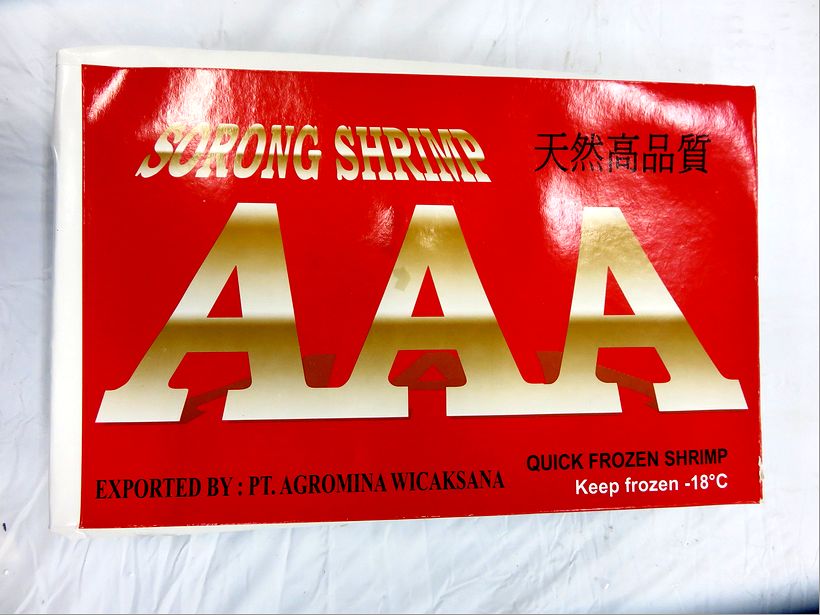 SORONG SHRIMP
天然高品質
AAA
EXPORTED BY : PT. AGROMINA WICAKSANA
QUICK FROZEN SHRIMP
Keep frozen -18°C